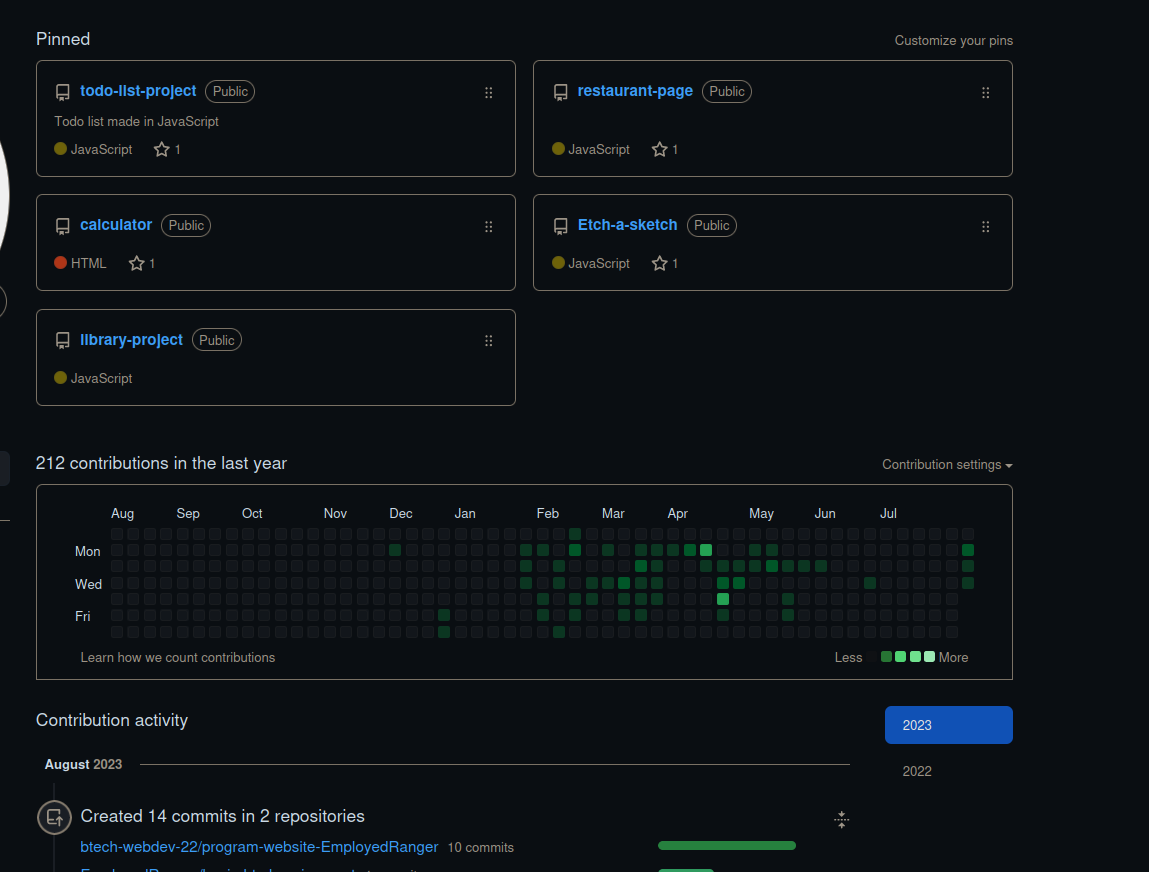 Pinned
Customize your pins
todo-list-project Public
Todo list made in JavaScript
JavaScript 1
restaurant-page Public
JavaScript 1
calculator Public
HTML 1
Etch-a-sketch Public
JavaScript 1
library-project Public
JavaScript
212 contributions in the last year
Contribution settings
Aug Sep Oct Nov Dec Jan Feb Mar Apr May Jun Jul
Mon
Wed
Fri
Learn how we count contributions
Less More
Contribution activity
2023
2022
August 2023
Created 14 commits in 2 repositories
btech-webdev-22/program-website-EmployedRanger 10 commits